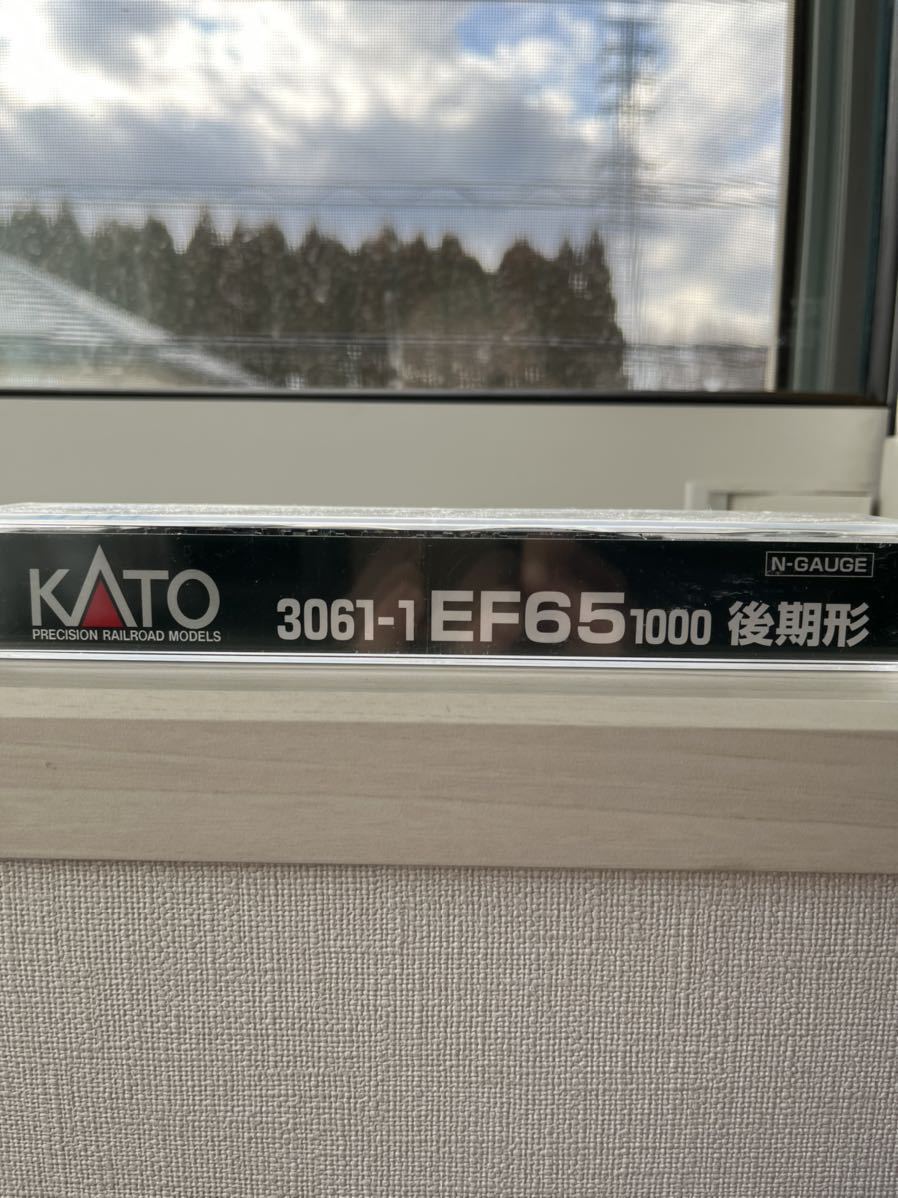 KATO
PRECISION RAILROAD MODELS
3061-1 EF65 1000 後期形
N-GAUGE